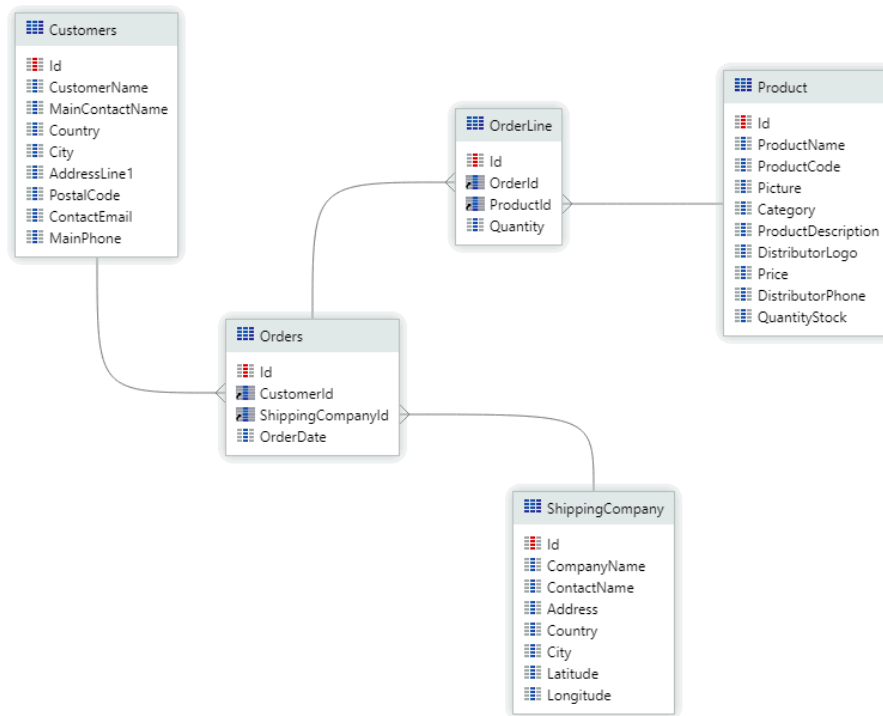 Customers
Id
CustomerName
MainContactName
Country
City
AddressLine1
PostalCode
ContactEmail
MainPhone
OrderLine
Id
OrderId
ProductId
Quantity
Product
Id
ProductName
ProductCode
Picture
Category
ProductDescription
DistributorLogo
Price
DistributorPhone
QuantityStock
Orders
Id
CustomerId
ShippingCompanyId
OrderDate
ShippingCompany
Id
CompanyName
ContactName
Address
Country
City
Latitude
Longitude